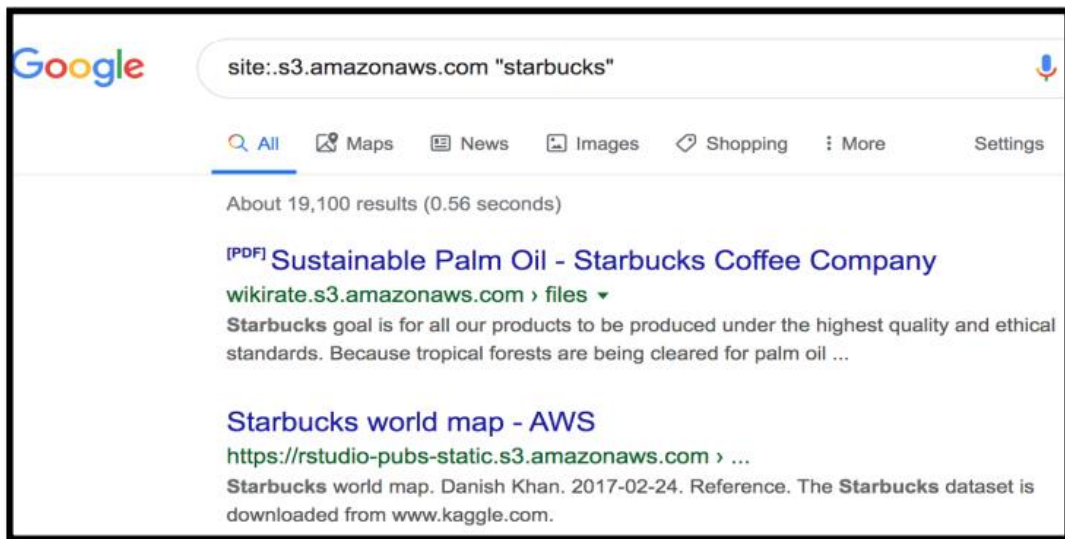 Google
site:.s3.amazonaws.com "starbucks"
All Maps News Images Shopping More Settings
About 19,100 results (0.56 seconds)
[PDF] Sustainable Palm Oil - Starbucks Coffee Company
wikirate.s3.amazonaws.com › files
Starbucks goal is for all our products to be produced under the highest quality and ethical
standards. Because tropical forests are being cleared for palm oil ...
Starbucks world map - AWS
https://rstudio-pubs-static.s3.amazonaws.com › ...
Starbucks world map. Danish Khan. 2017-02-24. Reference. The Starbucks dataset is
downloaded from www.kaggle.com.